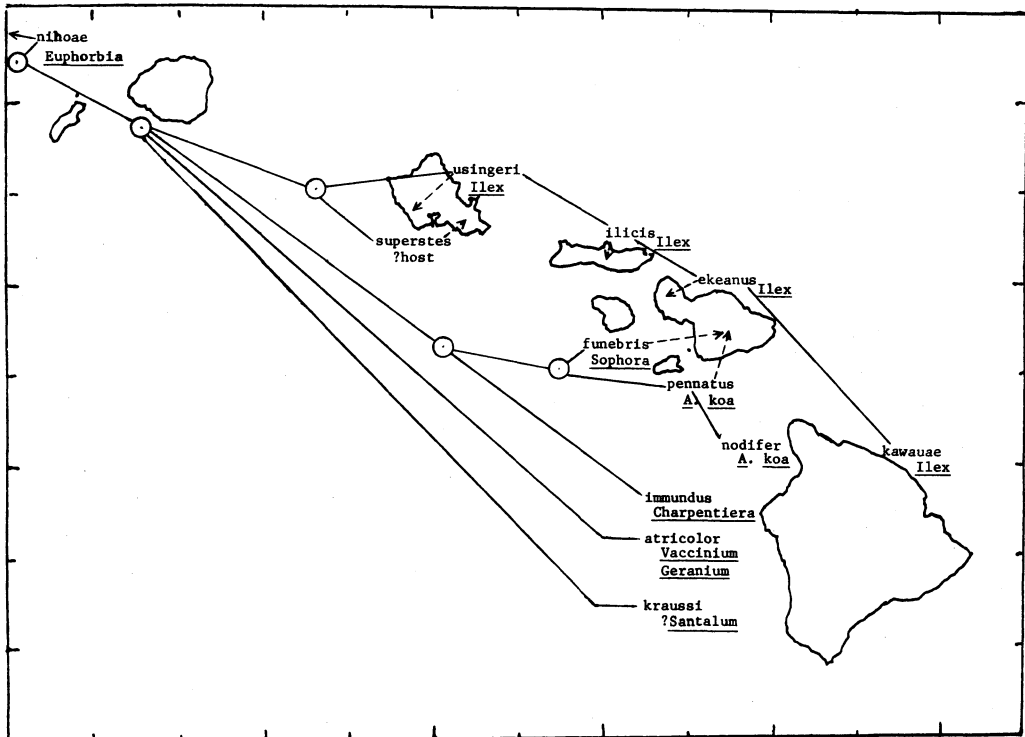 nihoae
Euphorbia
usingeri
Ilex
superstes
?host
ilicis
Ilex
ekeanus
Ilex
funebris
Sophora
pennatus
A. koa
nodifer
A. koa
kawauae
Ilex
immundus
Charpentiera
atricolor
Vaccinium
Geranium
kraussi
?Santalum